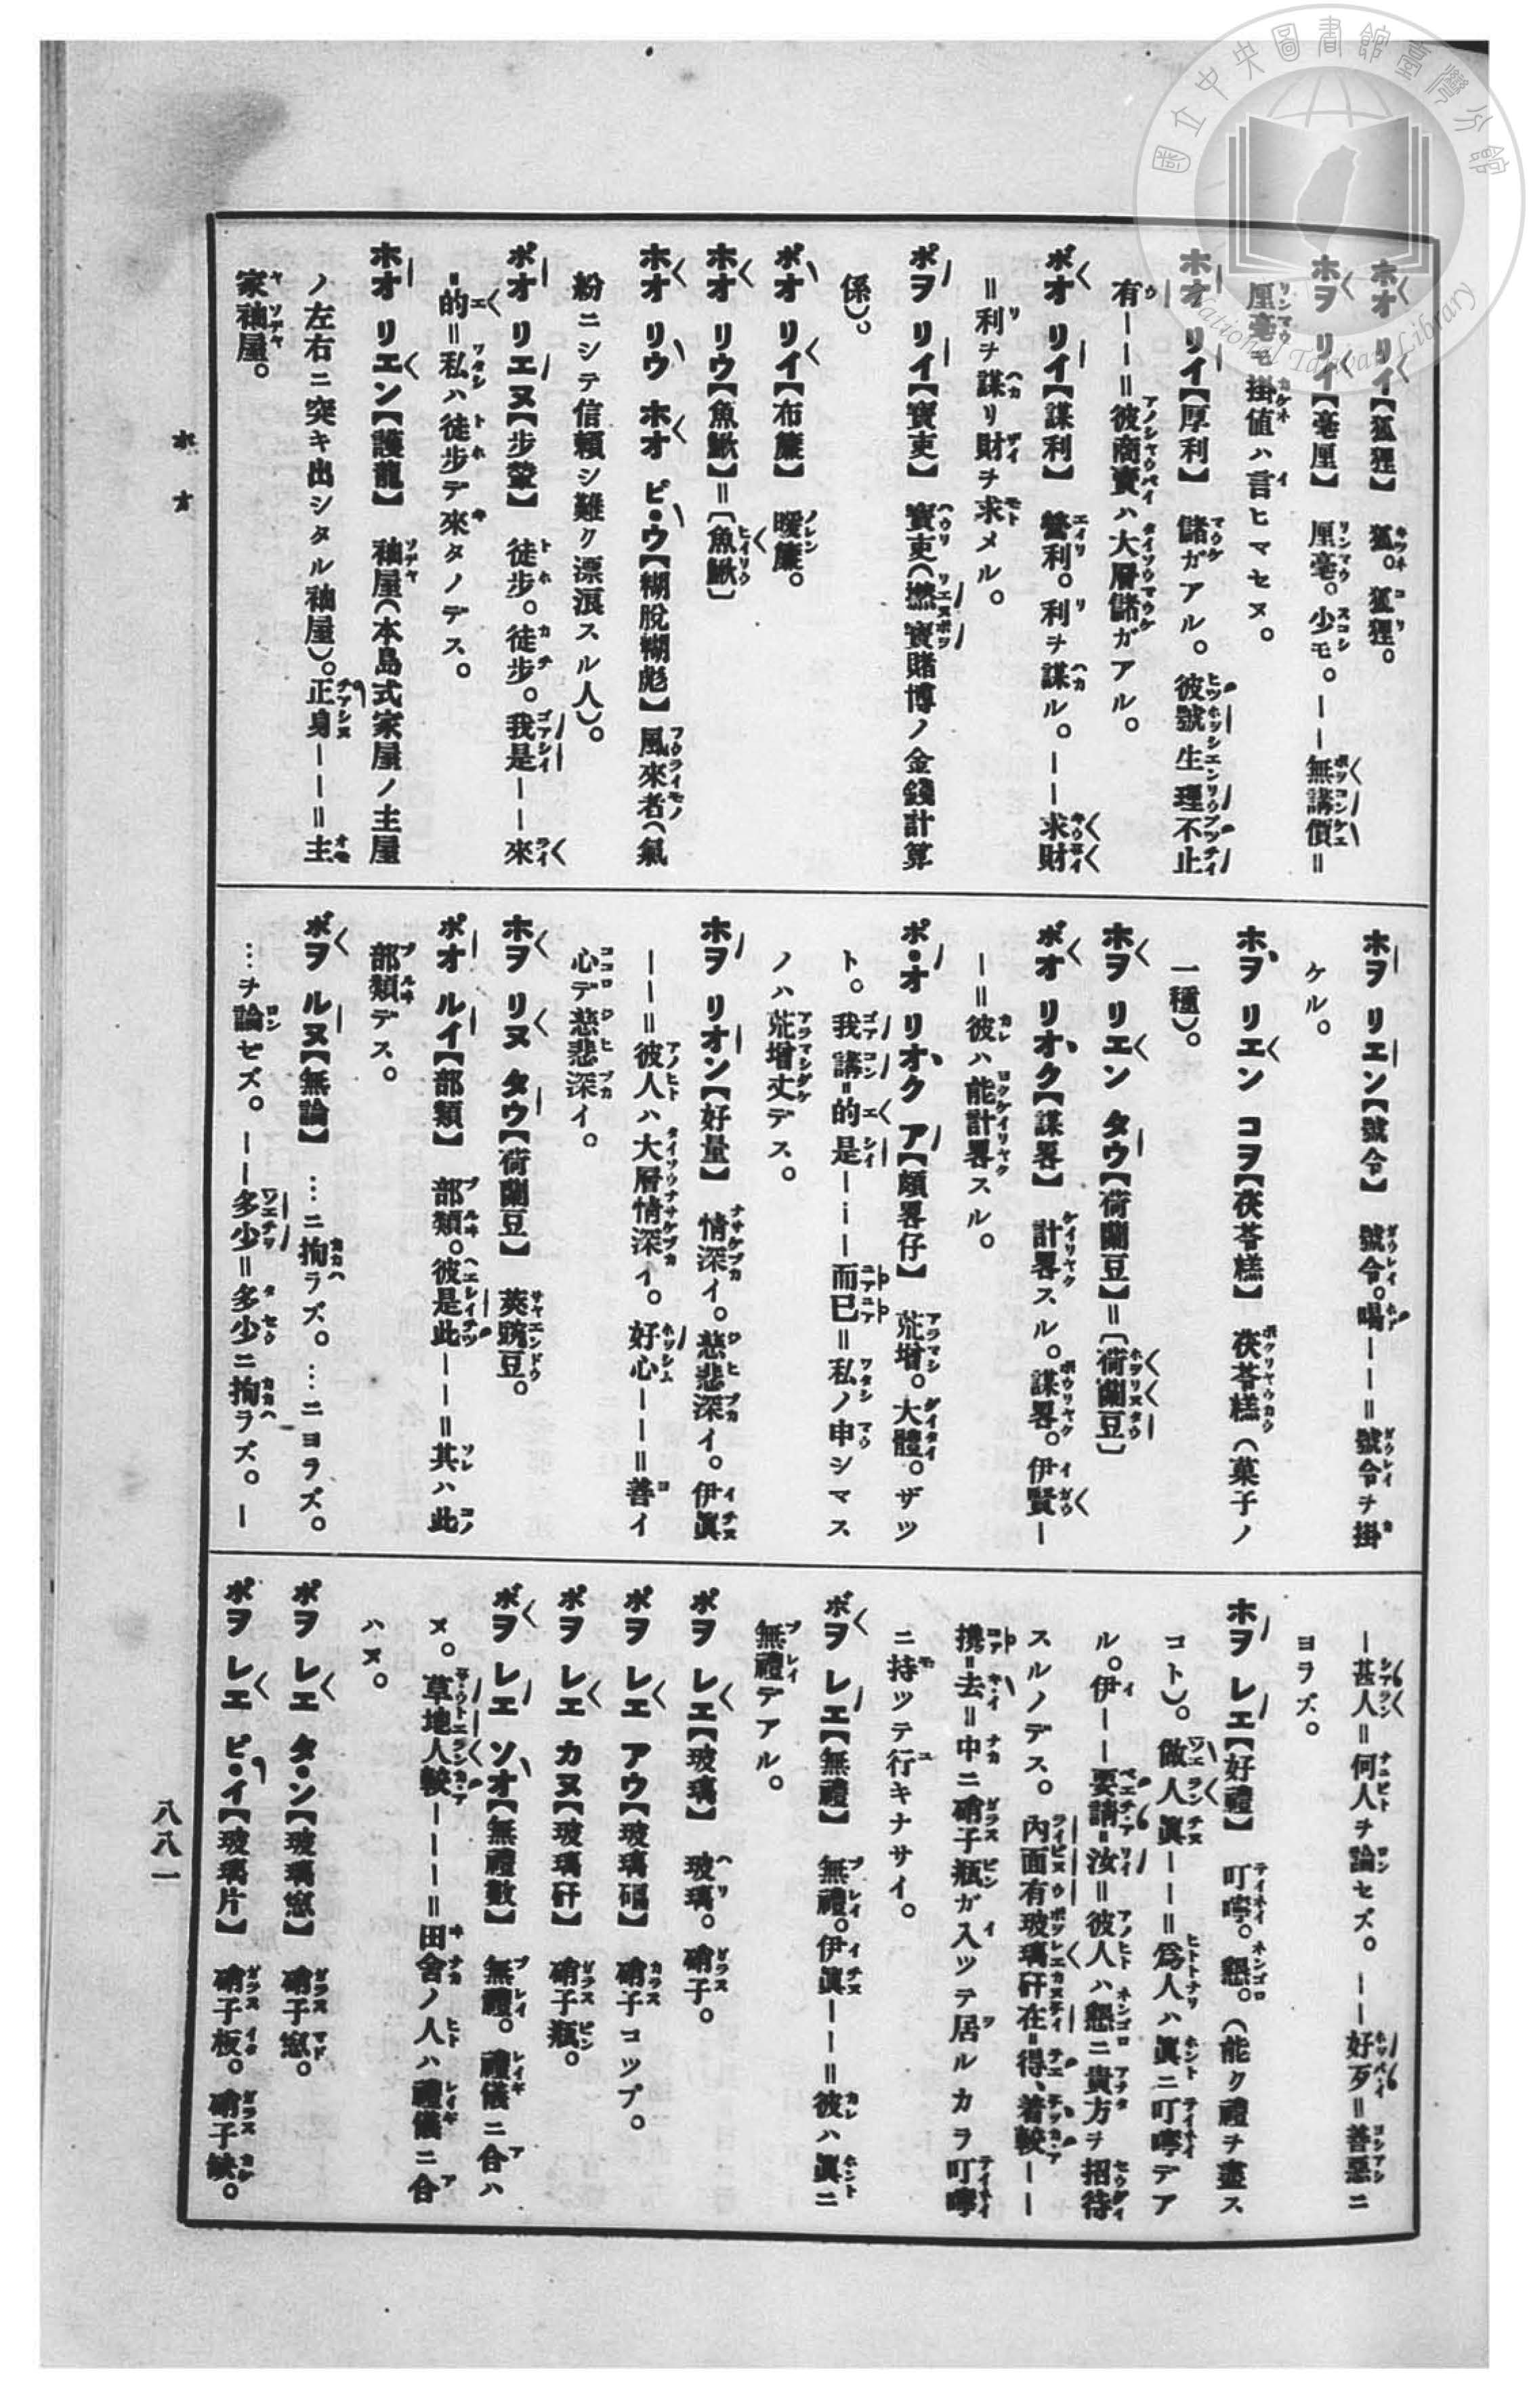 國立中央圖書館臺灣分館
National Taiwan Library
ホオ リイ【狐狸】 狐。狐狸。
ホヲ リイ【毫厘】 厘毫。少モ。――無講價=
厘毫モ掛値ハ言ヒマセヌ。
ホオ リイ【厚利】 儲ガアル。彼號生理不止
有――=彼商賣ハ大層儲ガアル。
ボオ リイ【謀利】 營利。利ヲ謀ル。――求財
=利ヲ謀リ財ヲ求メル。
ポヲ リイ【寶吏】 寶吏(撚寶賭博ノ金錢計算
係)。
ポオ リイ【布簾】 暖簾。
ホオ リウ【魚鰍】=〔魚鰍〕
ホオ リウ ホオ ピ・ウ【糊脫糊彪】 風來者(氣
紛ニシテ信賴シ難ク漂浪スル人)。
ポオ リエヌ【步輦】 徒步。徒步。我是――來
=的=私ハ徒步デ來タノデス。
ホオ リエン【護龍】 袖屋(本島式家屋ノ主屋
ノ左右ニ突キ出シタル袖屋)。正身――=主
家袖屋。
ホヲ リエン【號令】 號令。喝――=號令ヲ掛
ケル。
ホヲ リエン コヲ【茯苓糕】 茯苓糕(菓子ノ
一種)。
ホヲ リエン タウ【荷蘭豆】=〔荷蘭豆〕
ボオ リオク【謀畧】 計畧スル。謀畧。伊賢―
―=彼ハ能計畧スル。
ポ・オ リオク ア【頗畧仔】 荒增。大體。ザツ
ト。我講=的是―――而已=私ノ申シマス
ノハ荒增丈デス。
ホヲ リオン【好量】 情深イ。慈悲深イ。伊眞
――=彼人ハ大層情深イ。好心――=善イ
心デ慈悲深イ。
ホヲ リヌ タウ【荷蘭豆】 莢豌豆。
ポオ ルイ【部類】 部類。彼是此――=其ハ此
部類デス。
ボヲ ルヌ【無論】 …ニ拘ラズ。…ニヨラズ。
…ヲ論ゼズ。――多少=多少ニ拘ラズ。―
―甚人=何人ヲ論セズ。――好歹=善惡ニ
ヨラズ。
ホヲ レエ【好禮】 叮嚀。懇。(能ク禮ヲ盡ス
コト)。做人眞――=爲人ハ眞ニ叮嚀デア
ル。伊――要請=汝=彼人ハ懇ニ貴方ヲ招待
スルノデス。內面有玻璃矸在=得、着較――
携=去=中ニ硝子瓶ガ入ツテ居ルカラ叮嚀
ニ持ツテ行キナサイ。
ボヲ レエ【無禮】 無禮。伊眞――=彼ハ眞ニ
無禮デアル。
ポヲ レエ【玻璃】 玻璃。硝子。
ポヲ レエ アウ【玻璃甌】 硝子コツプ。
ポヲ レエ カヌ【玻璃矸】 硝子瓶。
ボヲ レエ ソオ【無禮數】 無禮。禮儀ニ合ハ
ヌ。草地人較―――=田舍ノ人ハ禮儀ニ合
ハヌ。
ポヲ レエ タ・ン【玻璃窓】 硝子窓。
ポヲ レエ ピ・イ【玻璃片】 硝子板。硝子缺。
ホオ
八八一